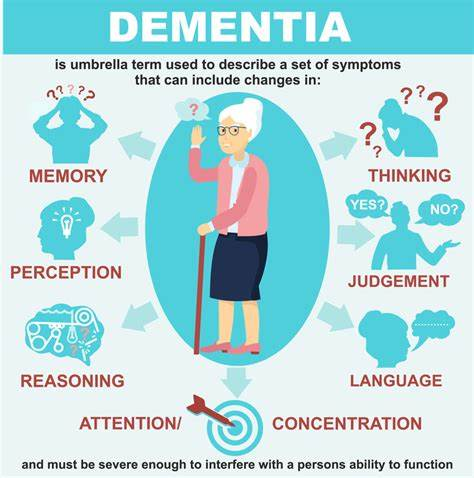 DEMENTIA
is umbrella term used to describe a set of symptoms
that can include changes in:
? ? ? ? ?
?
? ? ? ? ?
MEMORY
THINKING
YES?
NO?
PERCEPTION
JUDGEMENT
?
REASONING
LANGUAGE
ATTENTION/
CONCENTRATION
and must be severe enough to interfere with a persons ability to function